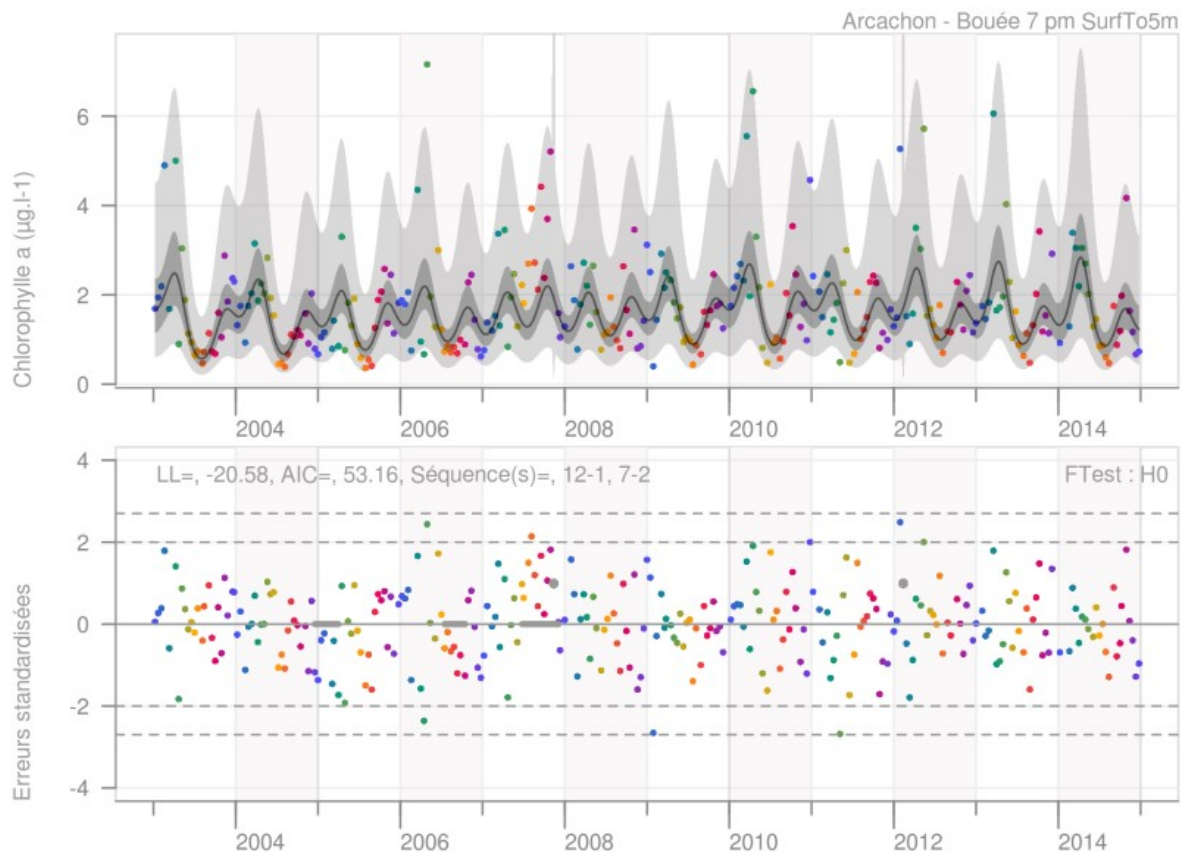 Arcachon - Bouée 7 pm SurfTo5m
Chlorophylle a (µg.l-1)
6
4
2
0
2004 2006 2008 2010 2012 2014
LL=, -20.58, AIC=, 53.16, Séquence(s)=, 12-1, 7-2
FTest : H0
Erreurs standardisées
4
2
0
-2
-4
2004 2006 2008 2010 2012 2014